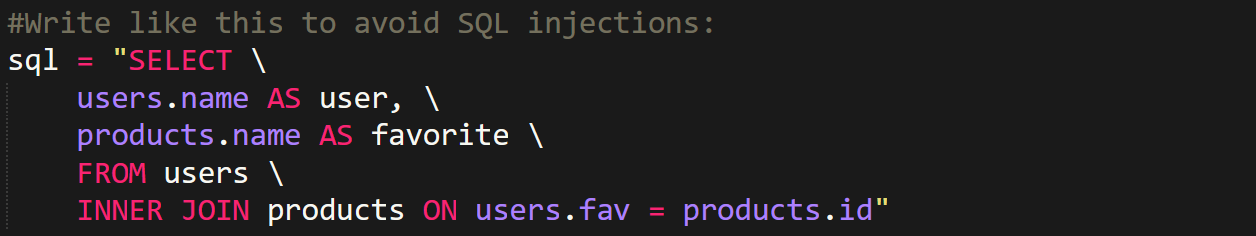 #Write like this to avoid SQL injections:
sql = "SELECT \
    users.name AS user, \
    products.name AS favorite \
    FROM users \
    INNER JOIN products ON users.fav = products.id"